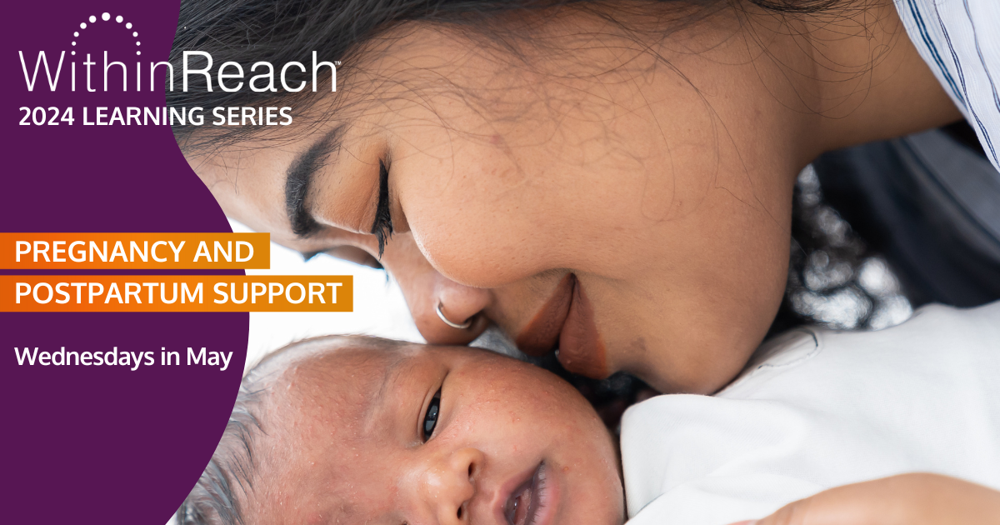 WithinReach™
2024 LEARNING SERIES
PREGNANCY AND
POSTPARTUM SUPPORT
Wednesdays in May